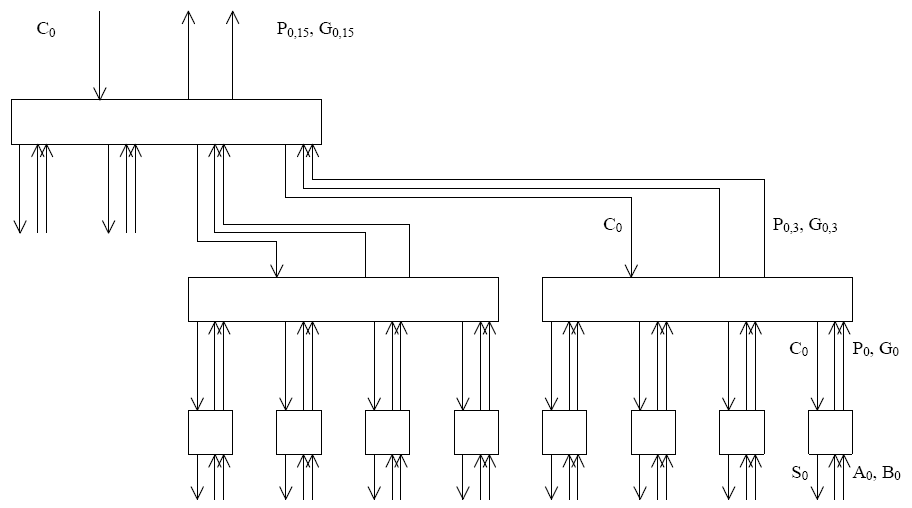 C₀
P₀,₁₅, G₀,₁₅
C₀
P₀,₃, G₀,₃
C₀
P₀, G₀
S₀
A₀, B₀